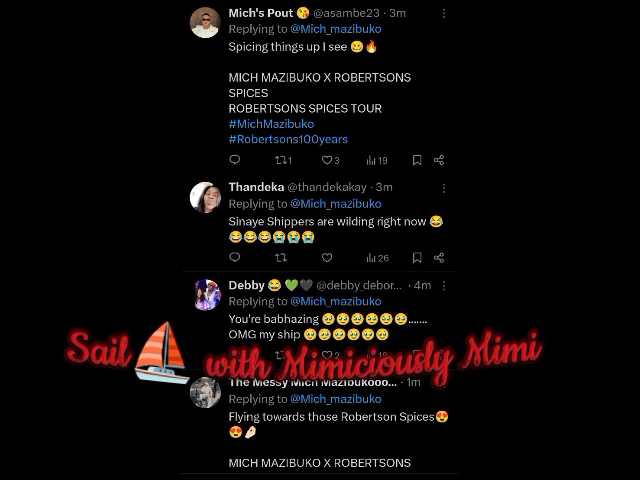 Mich's Pout 😘 @asambe23 · 3m
Replying to @Mich_mazibuko
Spicing things up I see 🥴🔥
MICH MAZIBUKO X ROBERTSONS
SPICES
ROBERTSONS SPICES TOUR
#MichMazibuko
#Robertsons100years
1 3 19
Thandeka @thandekakay · 3m
Replying to @Mich_mazibuko
Sinaye Shippers are wilding right now 😂
😂😂😂😭😭😭
26
Debby 😂 💚🖤 @debby_debor... · 4m
Replying to @Mich_mazibuko
You're babhazing 🥹🥹🥹🥹🥹🥹.......
OMG my ship 🥹🥹🥹🥹🥹🥹
Sail ⛵ with Mimiciously Mimi
The Messy Mich Mazibukooo... · 1m
Replying to @Mich_mazibuko
Flying towards those Robertson Spices😍
😍🤌🏻
MICH MAZIBUKO X ROBERTSONS